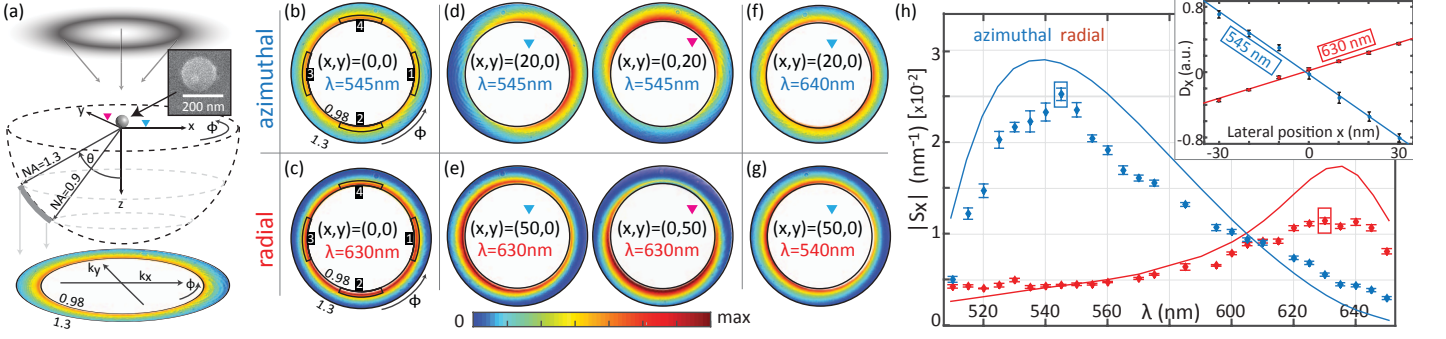 (a)
200 nm
y
x
ϕ
NA=1.3
θ
NA=0.9
z
ky
kx
ϕ
0.98
1.3
azimuthal
radial
(b)
4
3
1
(x,y)=(0,0)
λ=545nm
0.98
2
1.3
ϕ
(c)
4
3
1
(x,y)=(0,0)
λ=630nm
0.98
2
1.3
ϕ
(d)
(x,y)=(20,0)
λ=545nm
(x,y)=(0,20)
λ=545nm
(e)
(x,y)=(50,0)
λ=630nm
(x,y)=(0,50)
λ=630nm
(f)
(x,y)=(20,0)
λ=640nm
(g)
(x,y)=(50,0)
λ=540nm
0
max
(h)
|Sx| (nm⁻¹) [x10⁻²]
azimuthal radial
3
2
1
0
520
540
560
λ (nm)
600
620
640
Dx (a.u.)
0.8
0
-0.8
545 nm
630 nm
Lateral position x (nm)
-30
-20
-10
0
10
20
30